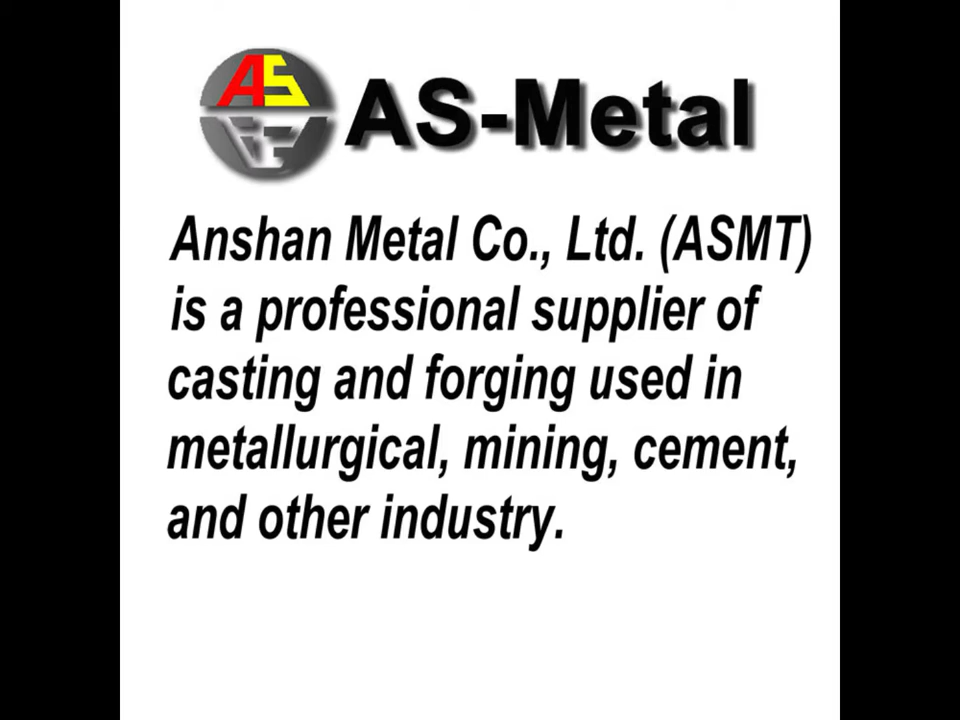 AS
AS-Metal
Anshan Metal Co., Ltd. (ASMT)
is a professional supplier of
casting and forging used in
metallurgical, mining, cement,
and other industry.